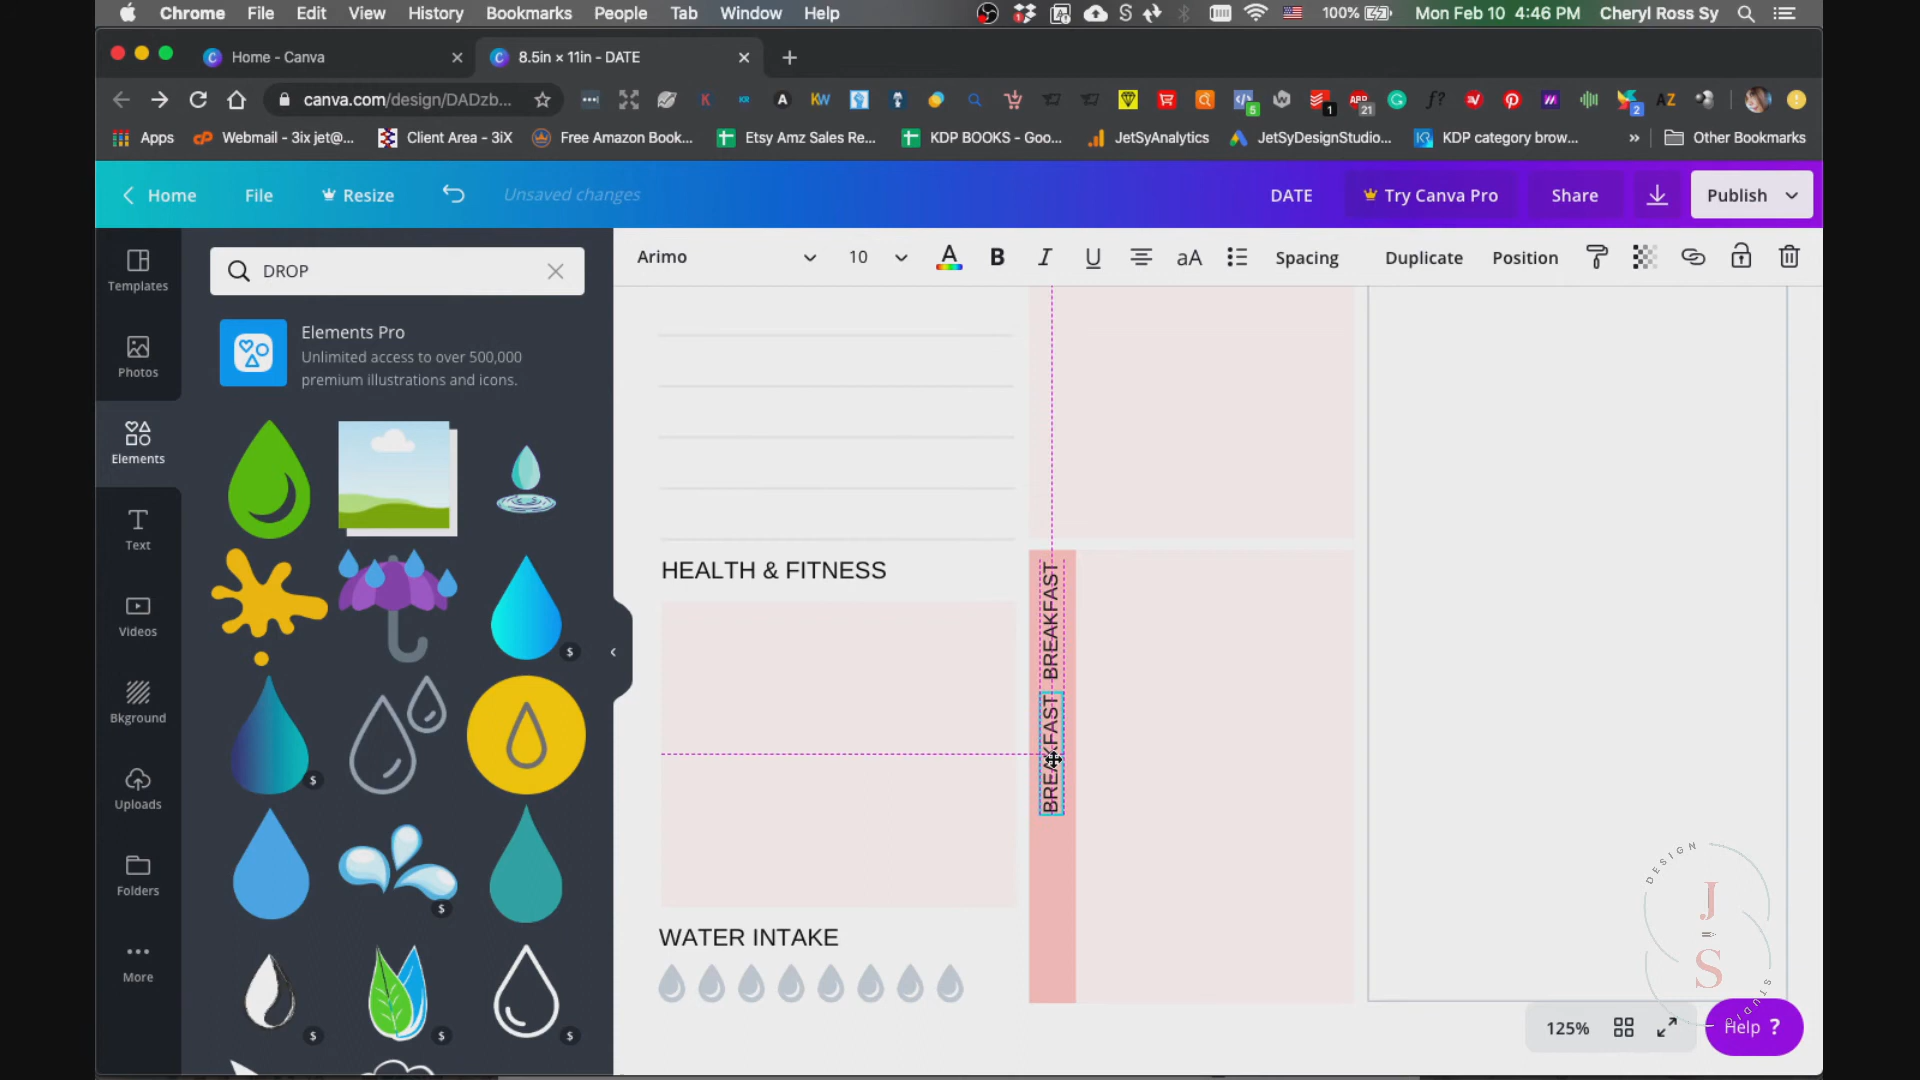 Chrome File Edit View History Bookmarks People Tab Window Help
100% Mon Feb 10 4:46 PM Cheryl Ross Sy
Home - Canva
8.5in × 11in - DATE
canva.com/design/DADzb...
Apps
Webmail - 3ix jet@...
Client Area - 3iX
Free Amazon Book...
Etsy Amz Sales Re...
KDP BOOKS - Goo...
JetSyAnalytics
JetSyDesignStudio...
KDP category brow...
» Other Bookmarks
Home File Resize Unsaved changes DATE Try Canva Pro Share Publish
Arimo 10 A B I U aA Spacing Duplicate Position
Templates
Photos
Elements
Text
Videos
Bkground
Uploads
Folders
More
DROP
Elements Pro
Unlimited access to over 500,000
premium illustrations and icons.
HEALTH & FITNESS
BREAKFAST
BREAKFAST
WATER INTAKE
DESIGN
J
S
STUDIO
125%
Help ?